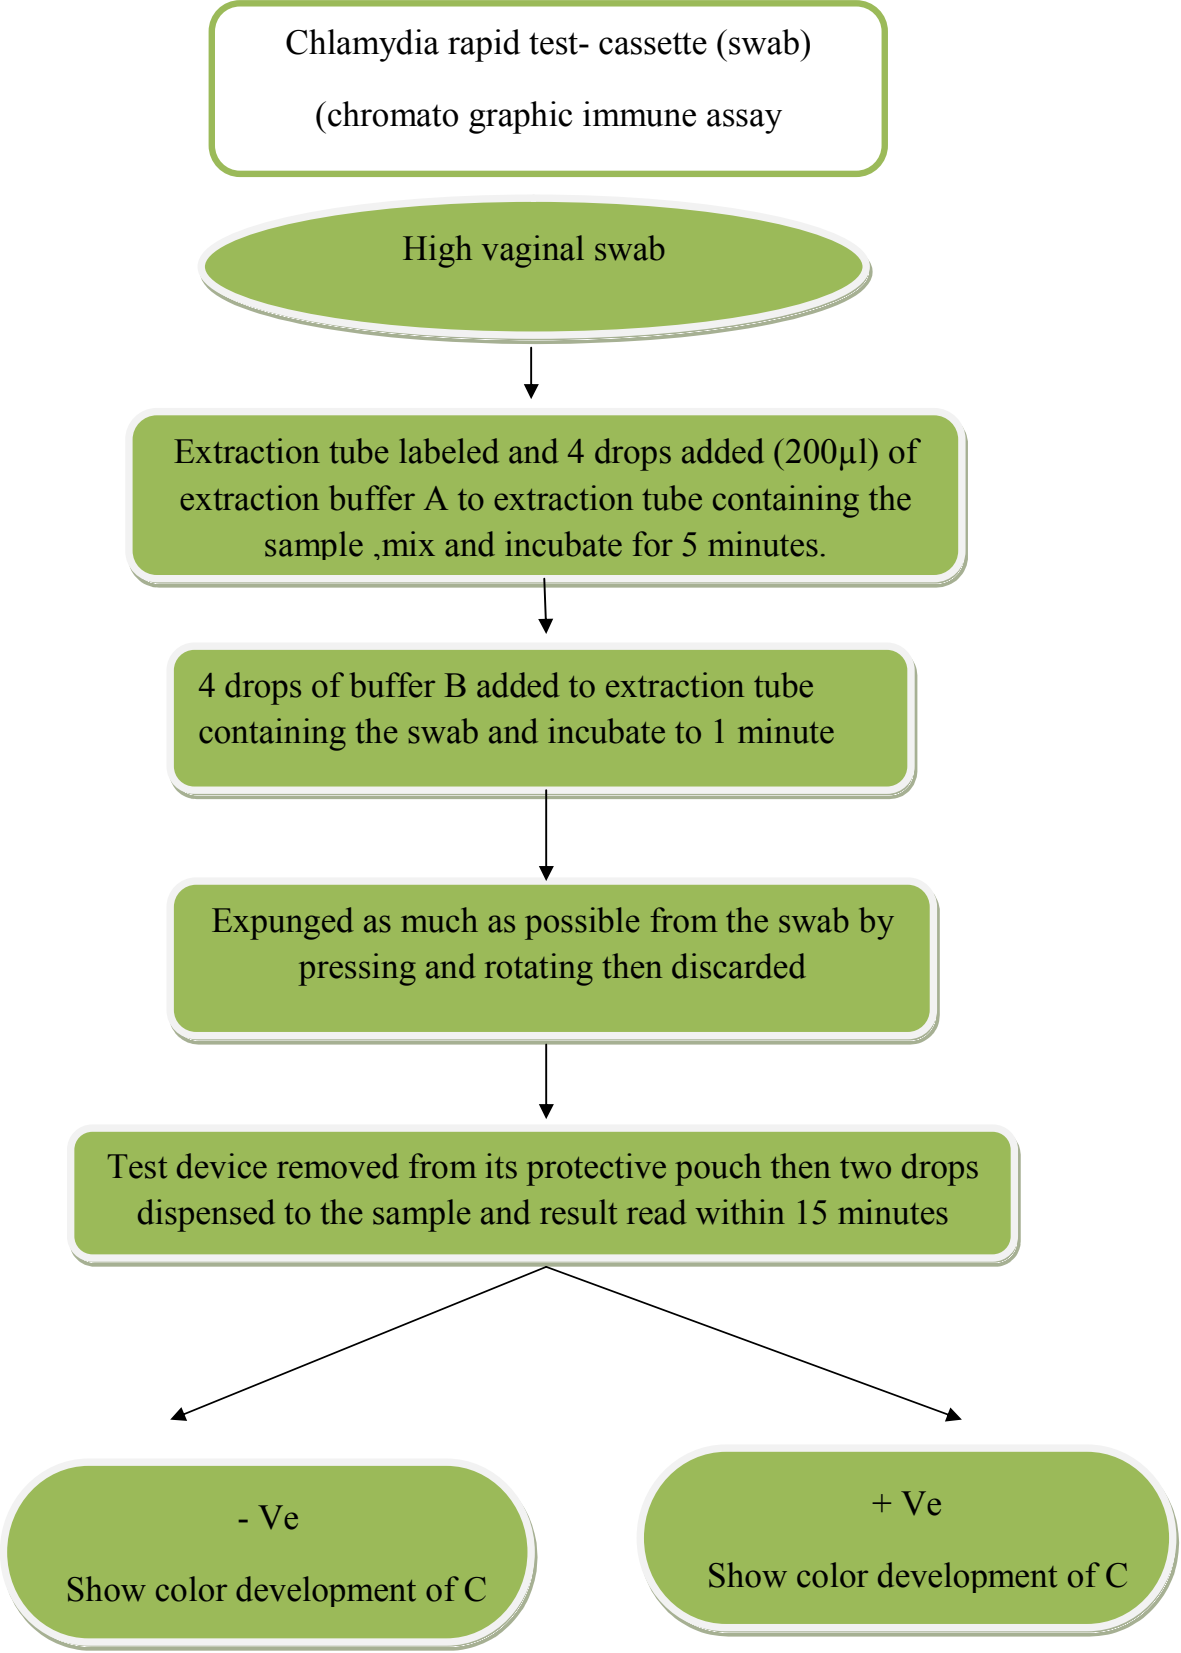 Chlamydia rapid test- cassette (swab)
(chromato graphic immune assay
High vaginal swab
Extraction tube labeled and 4 drops added (200µl) of
extraction buffer A to extraction tube containing the
sample ,mix and incubate for 5 minutes.
4 drops of buffer B added to extraction tube
containing the swab and incubate to 1 minute
Expunged as much as possible from the swab by
pressing and rotating then discarded
Test device removed from its protective pouch then two drops
dispensed to the sample and result read within 15 minutes
- Ve
Show color development of C
+ Ve
Show color development of C